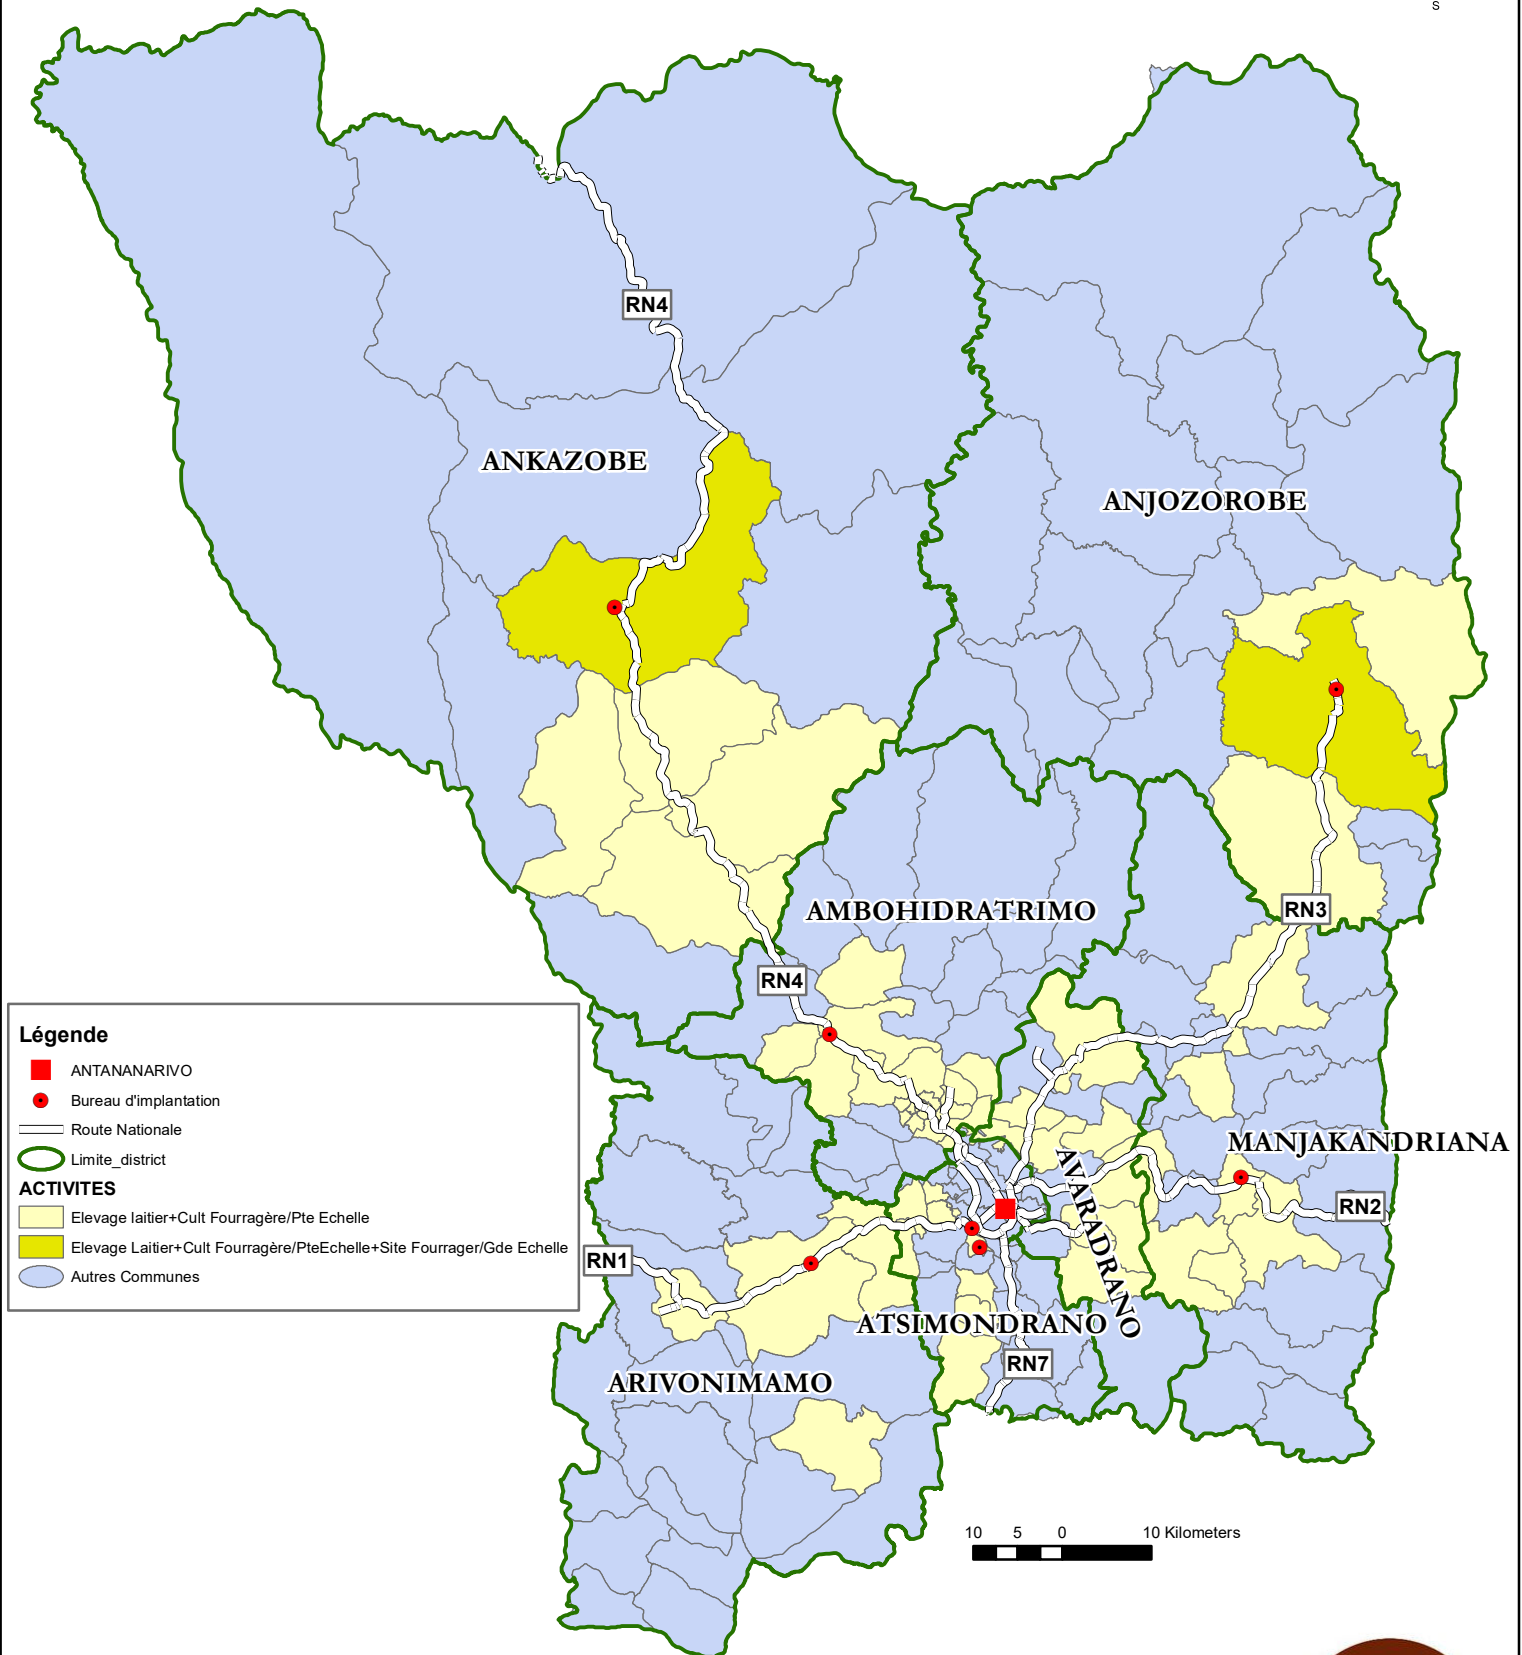 S
RN4
ANKAZOBE
ANJOZOROBE
AMBOHIDRATRIMO
RN3
RN4
Légende
ANTANANARIVO
Bureau d'implantation
Route Nationale
Limite_district
ACTIVITES
Elevage laitier+Cult Fourragère/Pte Echelle
Elevage Laitier+Cult Fourragère/PteEchelle+Site Fourrager/Gde Echelle
Autres Communes
MANJAKANDRIANA
AVARADRANO
RN2
RN1
ATSIMONDRANO
RN7
ARIVONIMAMO
10 5 0 10 Kilometers